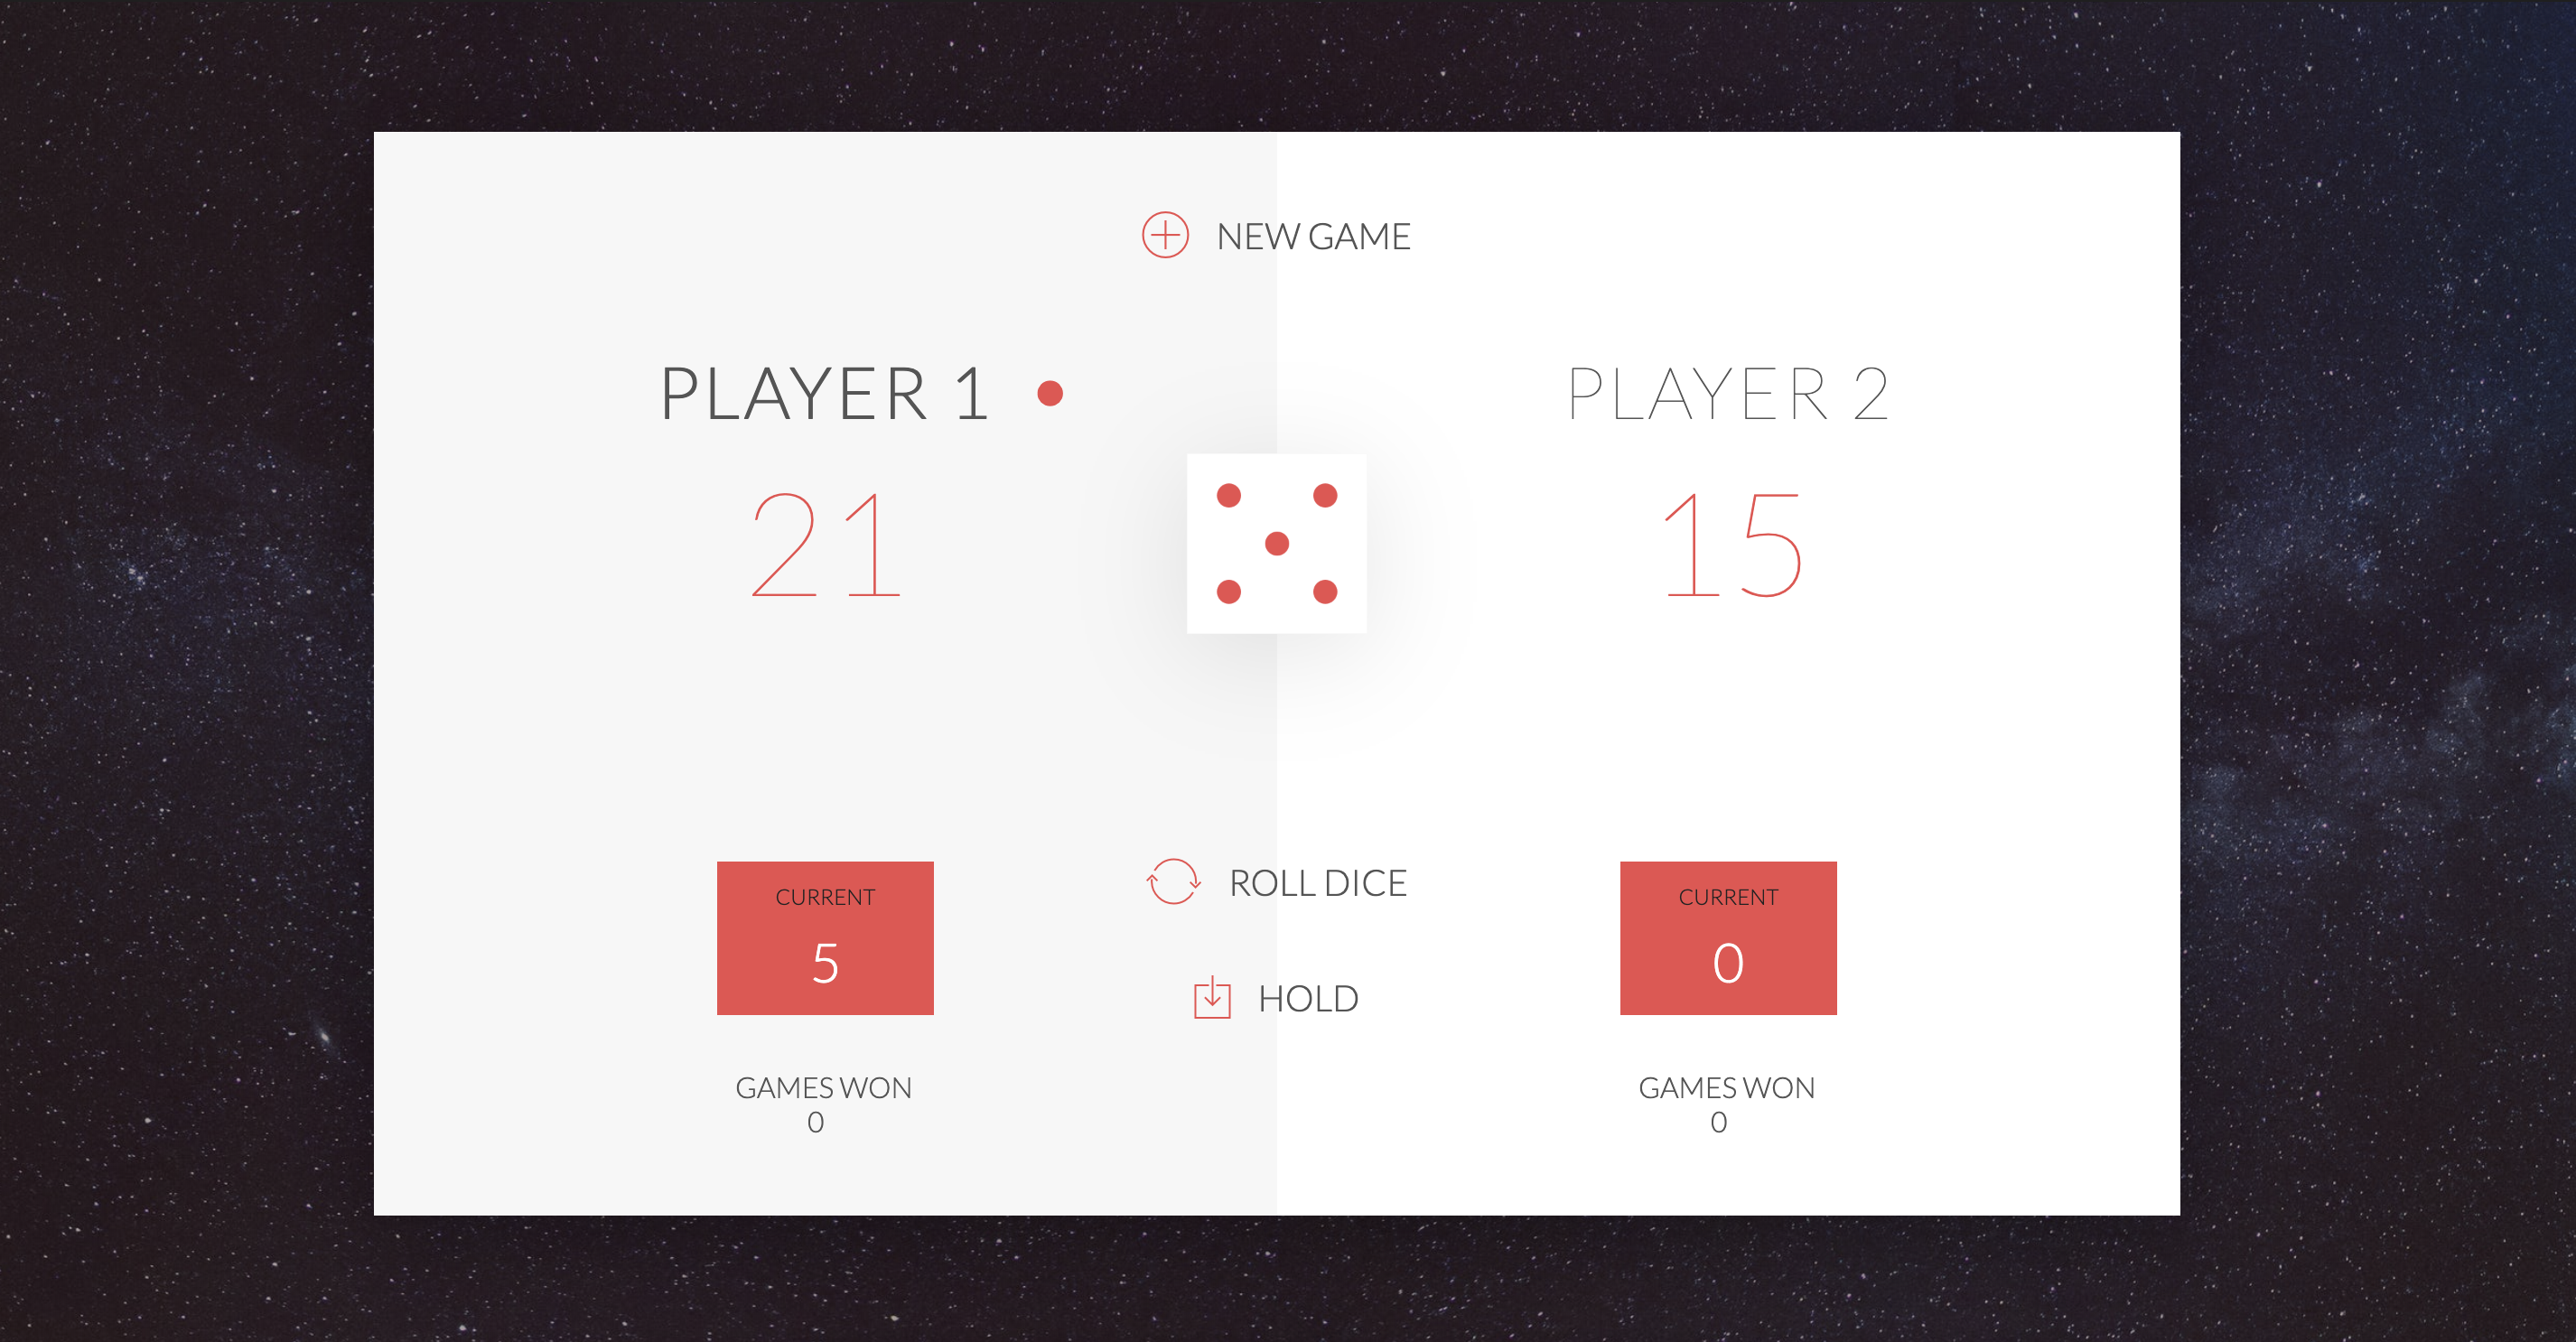 NEW GAME
PLAYER 1
21
PLAYER 2
15
CURRENT
5
ROLL DICE
HOLD
CURRENT
0
GAMES WON
0
GAMES WON
0